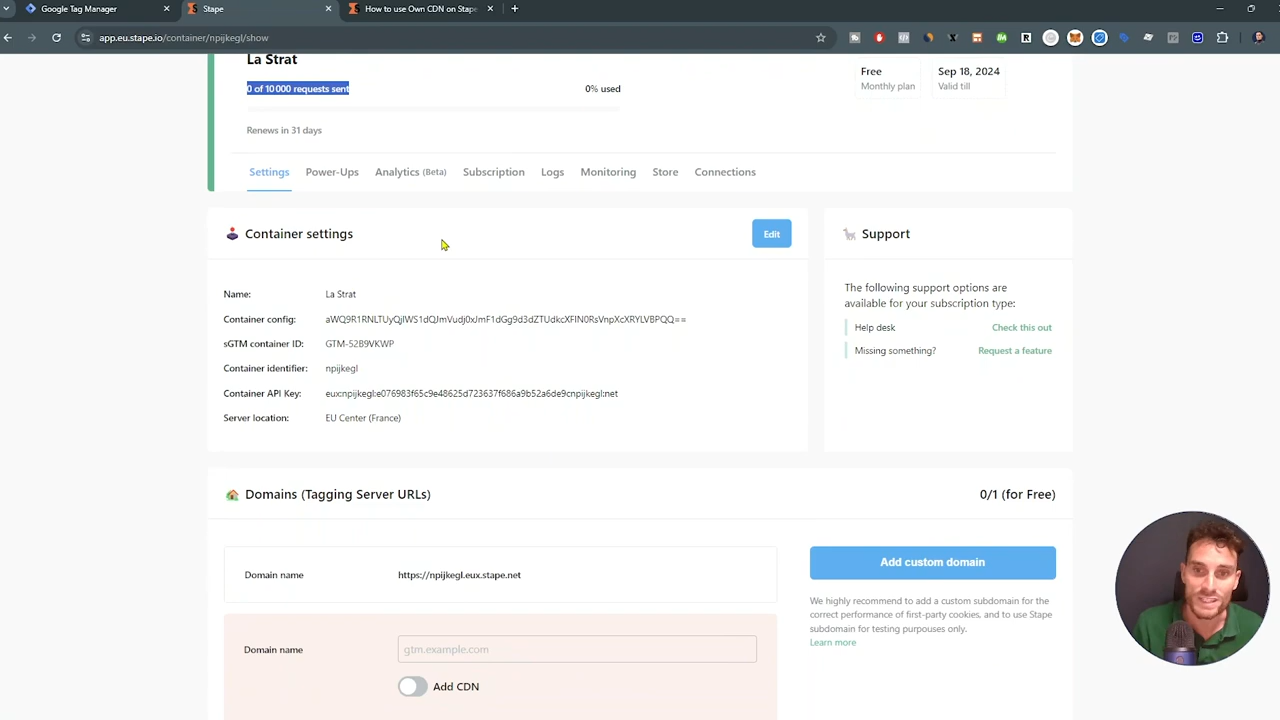 Google Tag Manager
Stape
How to use Own CDN on Stape
app.eu.stape.io/container/npijkegl/show
La Strat
0 of 10 000 requests sent
0% used
Free
Monthly plan
Sep 18, 2024
Valid till
Renews in 31 days
Settings
Power-Ups
Analytics (Beta)
Subscription
Logs
Monitoring
Store
Connections
Container settings
Edit
Support
Name:
La Strat
The following support options are
available for your subscription type:
Container config:
aWQ9R1RNLTUyQjlWS1dQJmVudj0xJmF1dGg9d3dZTUdkcXFIN0RsVnpXcXRYLVBPQQ==
Help desk
Check this out
sGTM container ID:
GTM-52B9VKWP
Missing something?
Request a feature
Container identifier:
npijkegl
Container API Key:
eux:npijkegl:e076983f65c9e48625d723637f686a9b52a6de9cnpijkegl:net
Server location:
EU Center (France)
Domains (Tagging Server URLs)
0/1 (for Free)
Domain name
https://npijkegl.eux.stape.net
Add custom domain
We highly recommend to add a custom subdomain for the
correct performance of first-party cookies, and to use Stape
subdomain for testing purpouses only.
Learn more
Domain name
gtm.example.com
Add CDN